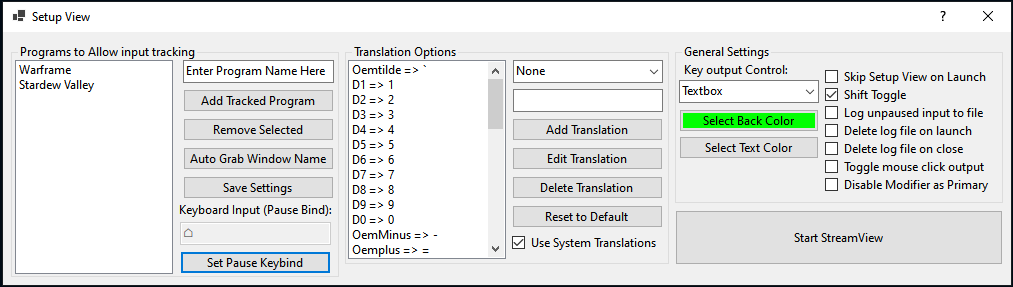 Setup View
?
Programs to Allow input tracking
Warframe
Stardew Valley
Enter Program Name Here
Add Tracked Program
Remove Selected
Auto Grab Window Name
Save Settings
Keyboard Input (Pause Bind):
Set Pause Keybind
Translation Options
Oemtilde => `
D1 => 1
D2 => 2
D3 => 3
D4 => 4
D5 => 5
D6 => 6
D7 => 7
D8 => 8
D9 => 9
D0 => 0
OemMinus => -
Oemplus => =
None
Add Translation
Edit Translation
Delete Translation
Reset to Default
Use System Translations
General Settings
Key output Control:
Textbox
Select Back Color
Select Text Color
Skip Setup View on Launch
Shift Toggle
Log unpaused input to file
Delete log file on launch
Delete log file on close
Toggle mouse click output
Disable Modifier as Primary
Start StreamView